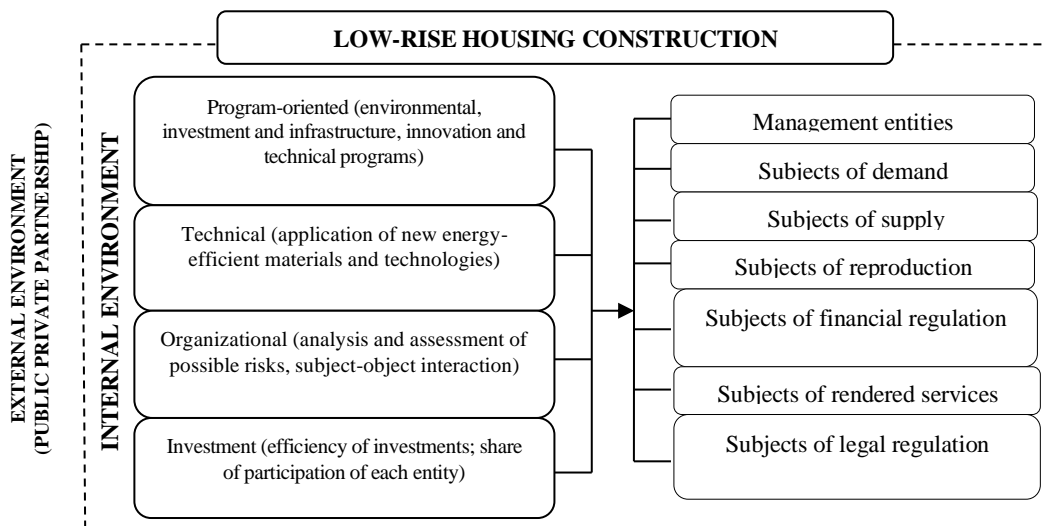 LOW-RISE HOUSING CONSTRUCTION
EXTERNAL ENVIRONMENT
(PUBLIC PRIVATE PARTNERSHIP)
INTERNAL ENVIRONMENT
Program-oriented (environmental,
investment and infrastructure, innovation and
technical programs)
Technical (application of new energy-
efficient materials and technologies)
Organizational (analysis and assessment of
possible risks, subject-object interaction)
Investment (efficiency of investments; share
of participation of each entity)
Management entities
Subjects of demand
Subjects of supply
Subjects of reproduction
Subjects of financial regulation
Subjects of rendered services
Subjects of legal regulation